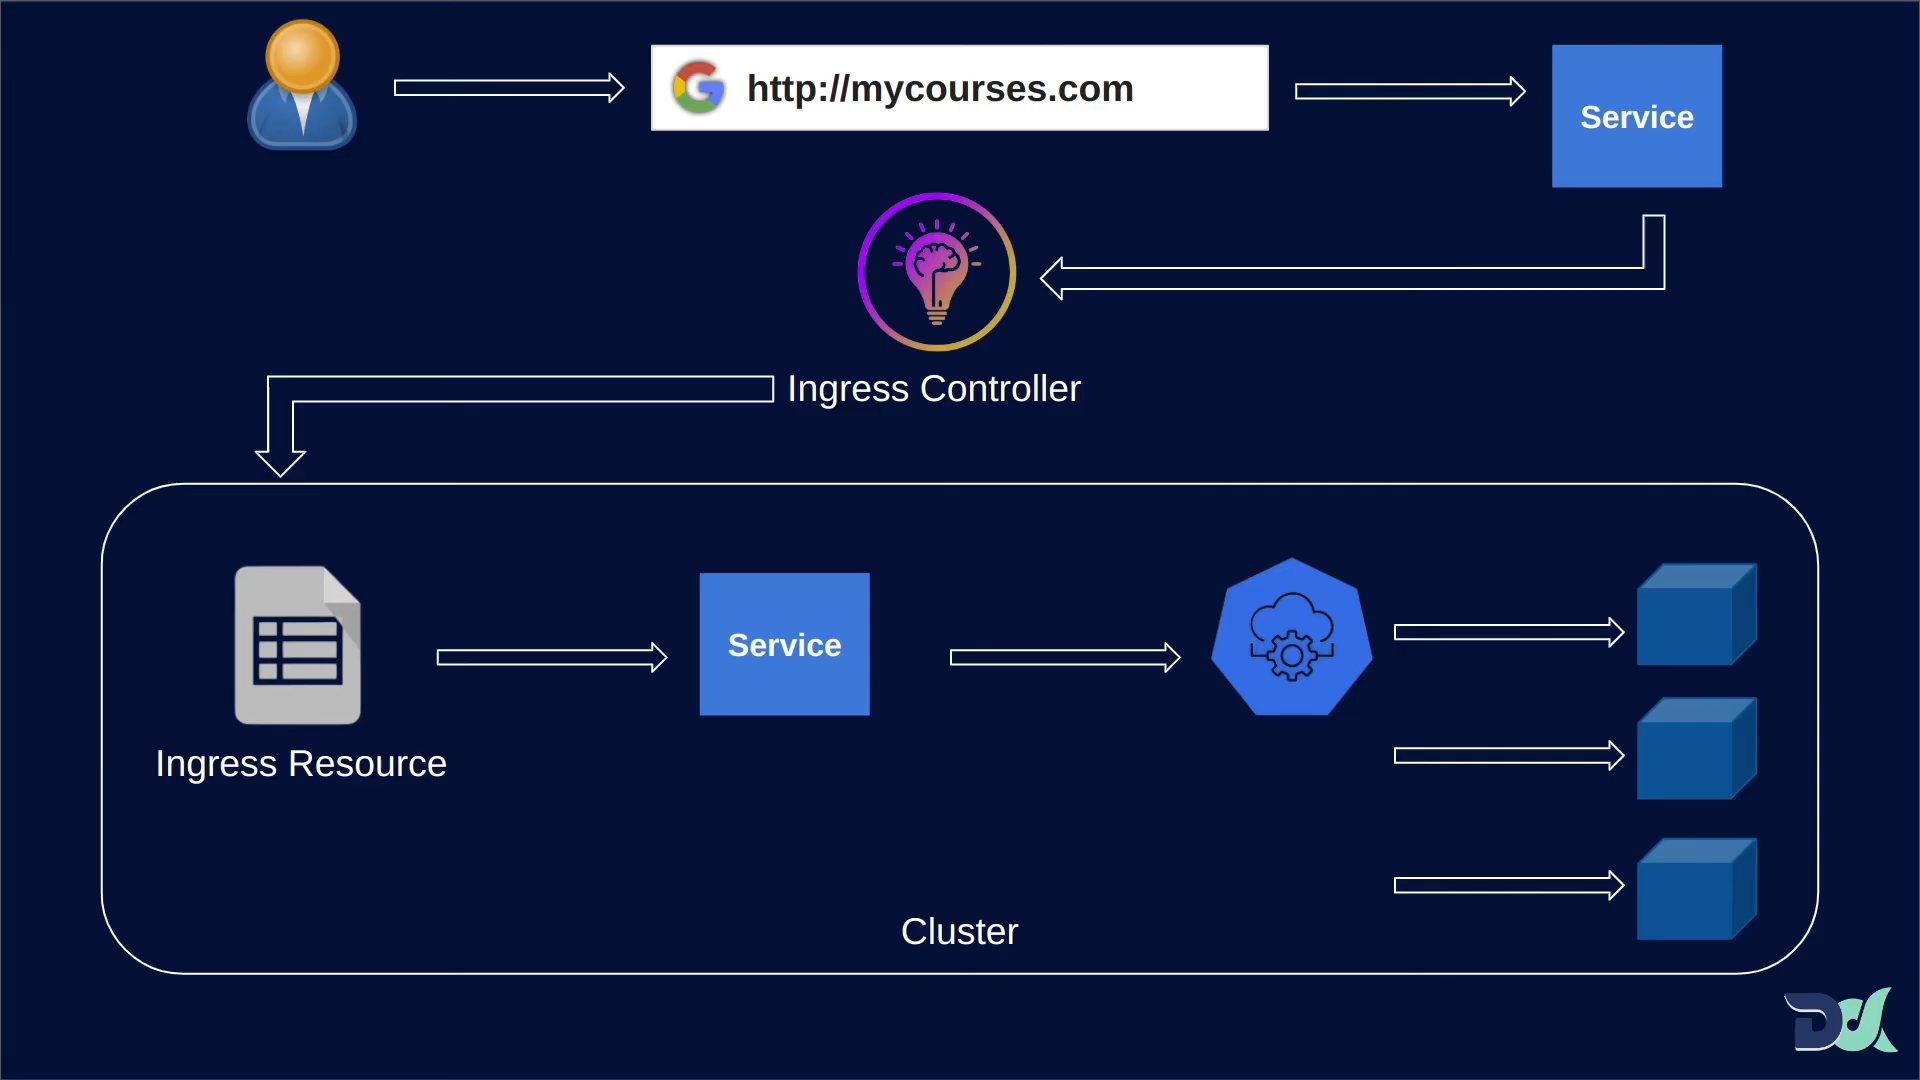 http://mycourses.com
Service
Ingress Controller
Service
Ingress Resource
Cluster